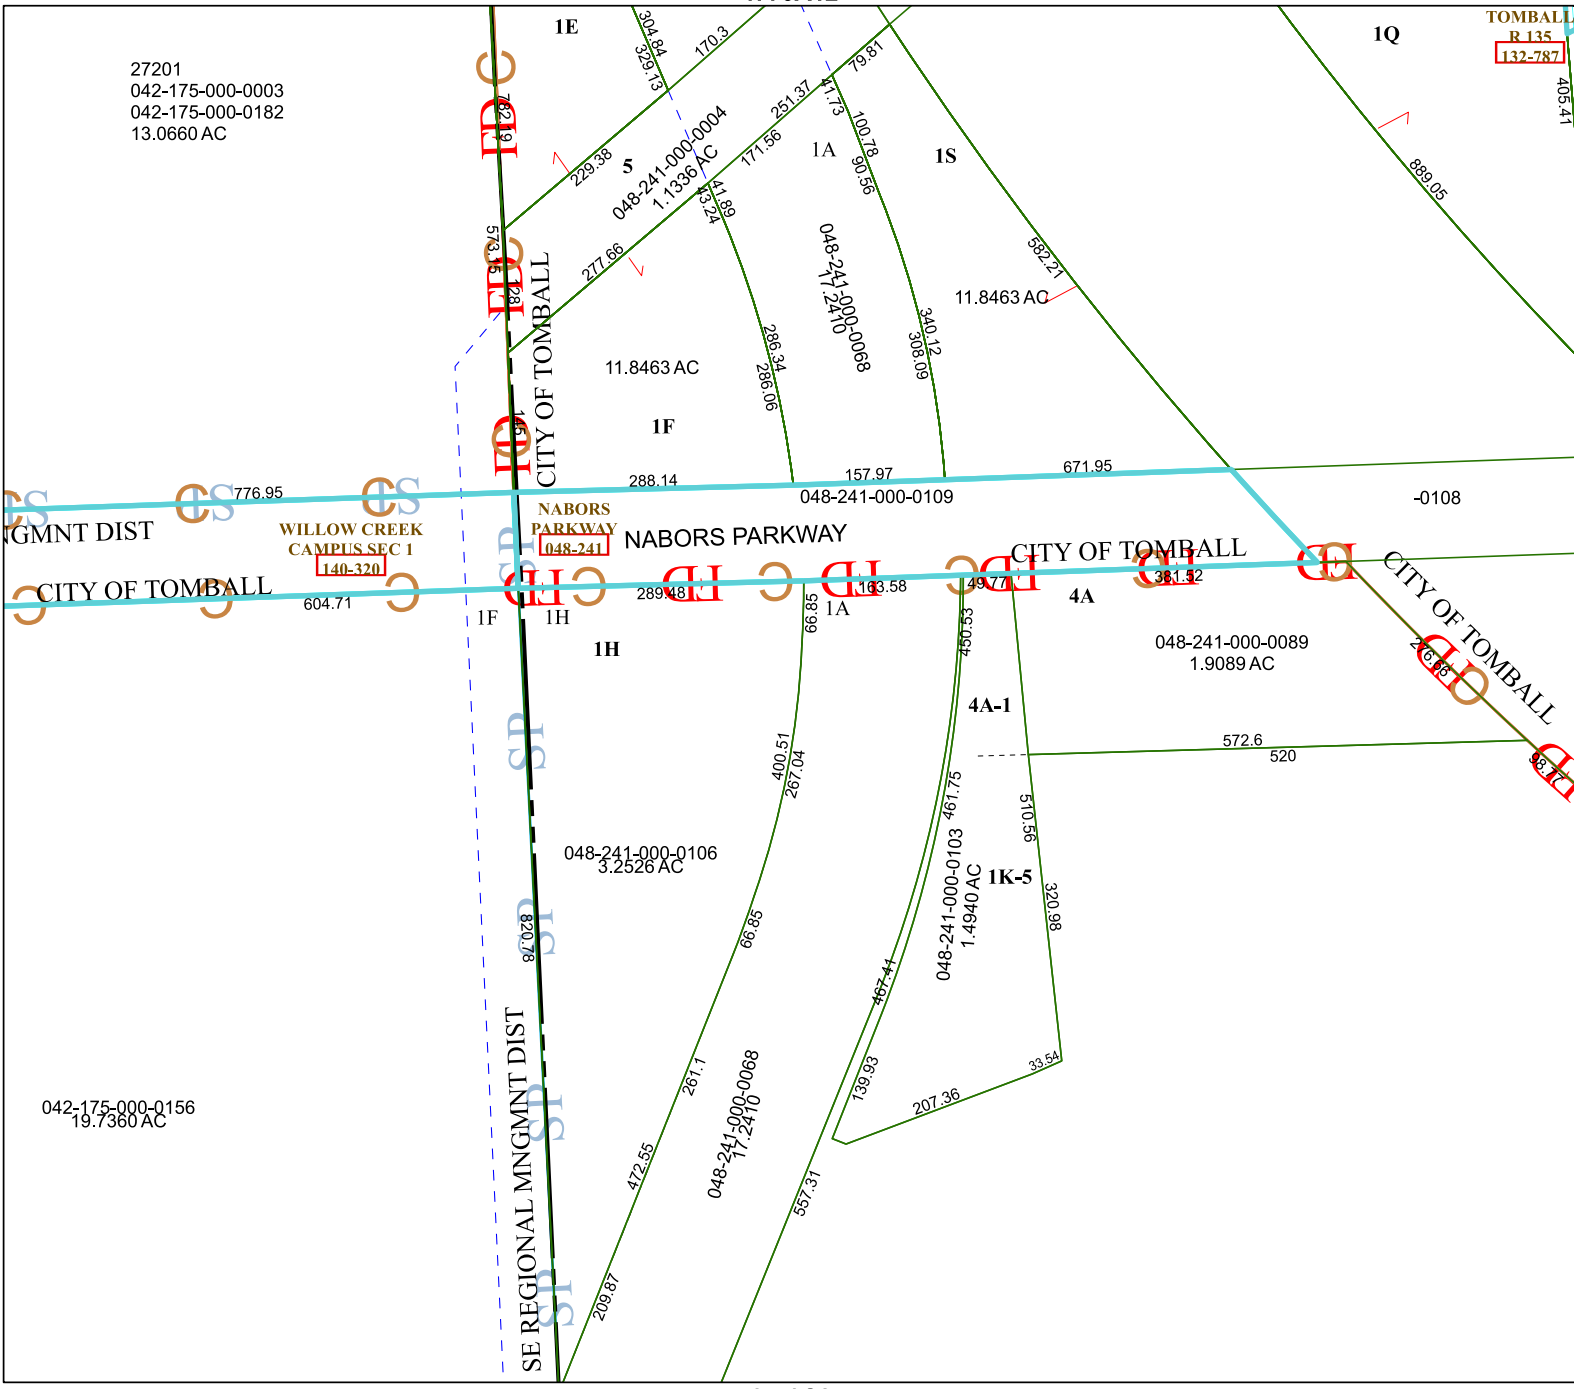 1E
304.84
329.13
170.3
79.81
1Q
TOMBALL
R 135
132-787
405.41
27201
042-175-000-0003
042-175-000-0182
13.0660 AC
782.19
229.38
5
048-241-000-0004
1.1336 AC
251.37
171.56
41.73
100.78
90.56
1A
1S
889.05
41.89
43.24
573.15
128
277.66
CITY OF TOMBALL
048-241-000-0068
17.2410
582.21
11.8463 AC
340.12
308.09
286.34
286.06
11.8463 AC
145
1F
776.95
288.14
157.97
671.95
048-241-000-0109
-0108
NGMNT DIST
WILLOW CREEK
CAMPUS SEC 1
140-320
NABORS
PARKWAY
048-241
NABORS PARKWAY
CITY OF TOMBALL
CITY OF TOMBALL
CITY OF TOMBALL
604.71
289.48
163.58
49.77
381.52
1F
1H
1A
4A
66.85
450.53
1H
048-241-000-0089
1.9089 AC
276.66
4A-1
572.6
520
98.77
400.51
267.04
461.75
510.56
048-241-000-0106
3.2526 AC
048-241-000-0103
1.4940 AC
1K-5
320.98
820.78
66.85
467.41
SE REGIONAL MNGMNT DIST
261.1
139.93
207.36
33.54
042-175-000-0156
19.7360 AC
048-241-000-0068
17.2410
472.55
557.31
209.87